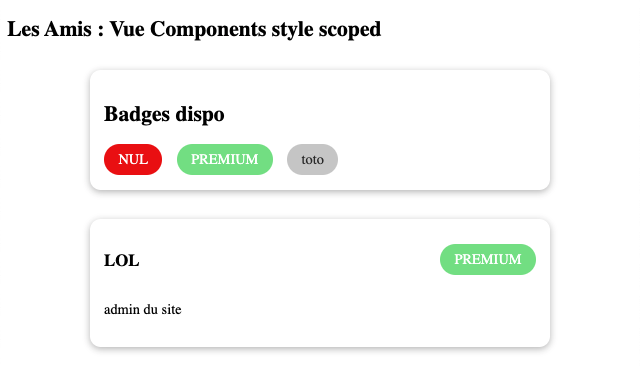 Les Amis : Vue Components style scoped
Badges dispo
NUL PREMIUM toto
LOL PREMIUM
admin du site